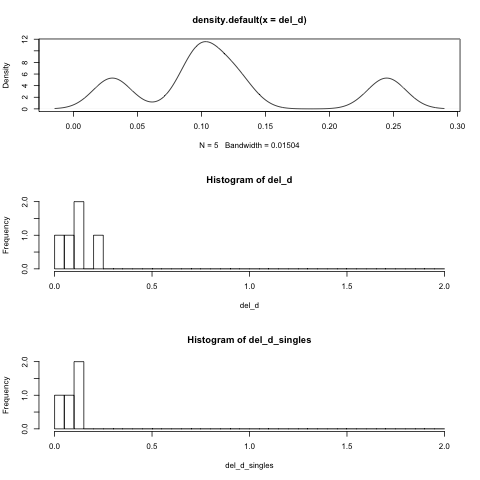 density.default(x = del_d)
Density
0 2 4 6 8 12
0.00 0.05 0.10 0.15 0.20 0.25 0.30
N = 5 Bandwidth = 0.01504
Histogram of del_d
Frequency
0.0 1.0 2.0
0.0 0.5 1.0 1.5 2.0
del_d
Histogram of del_d_singles
Frequency
0.0 1.0 2.0
0.0 0.5 1.0 1.5 2.0
del_d_singles